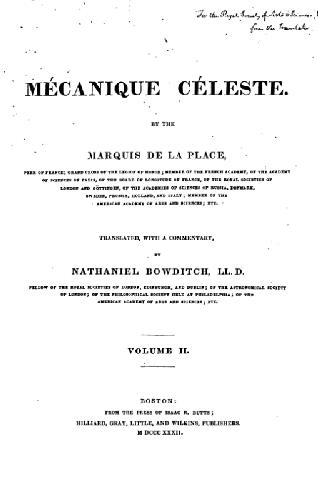 For the Royal Society of
from the Translator
MÉCANIQUE CÉLESTE.
BY THE
MARQUIS DE LA PLACE,
PEER OF FRANCE; GRAND CROSS OF THE LEGION OF HONOR; MEMBER OF THE FRENCH ACADEMY, OF THE ACADEMY
OF SCIENCES OF PARIS, OF THE BOARD OF LONGITUDE OF FRANCE, OF THE ROYAL SOCIETIES OF
LONDON AND GÖTTINGEN, OF THE ACADEMIES OF SCIENCES OF RUSSIA, DENMARK,
SWEDEN, PRUSSIA, HOLLAND, AND ITALY; MEMBER OF THE
AMERICAN ACADEMY OF ARTS AND SCIENCES; ETC.
TRANSLATED, WITH A COMMENTARY,
BY
NATHANIEL BOWDITCH, LL.D.
FELLOW OF THE ROYAL SOCIETIES OF LONDON, EDINBURGH, AND DUBLIN; OF THE ASTRONOMICAL SOCIETY
OF LONDON; OF THE PHILOSOPHICAL SOCIETY HELD AT PHILADELPHIA; OF THE
AMERICAN ACADEMY OF ARTS AND SCIENCES; ETC.
VOLUME II.
BOSTON:
FROM THE PRESS OF ISAAC R. BUTTS;
HILLIARD, GRAY, LITTLE, AND WILKINS, PUBLISHERS.
M DCCC XXXII.